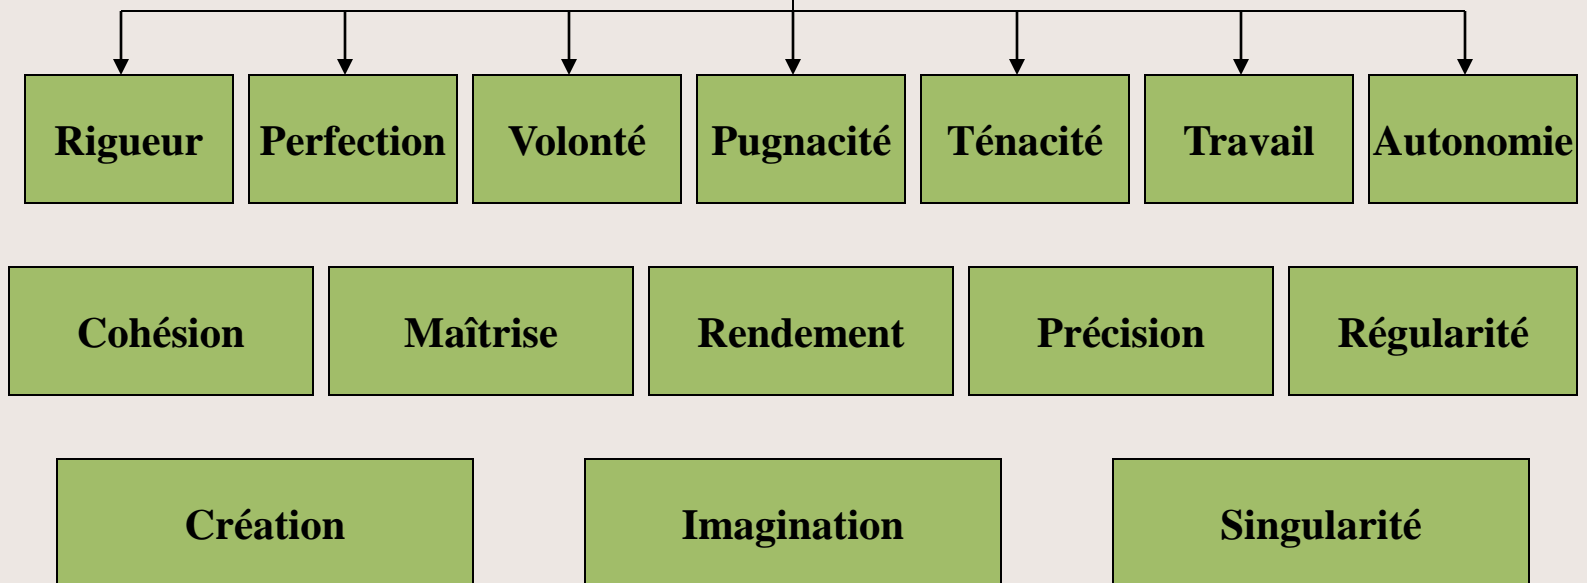 Rigueur Perfection Volonté Pugnacité Ténacité Travail Autonomie
Cohésion Maîtrise Rendement Précision Régularité
Création Imagination Singularité